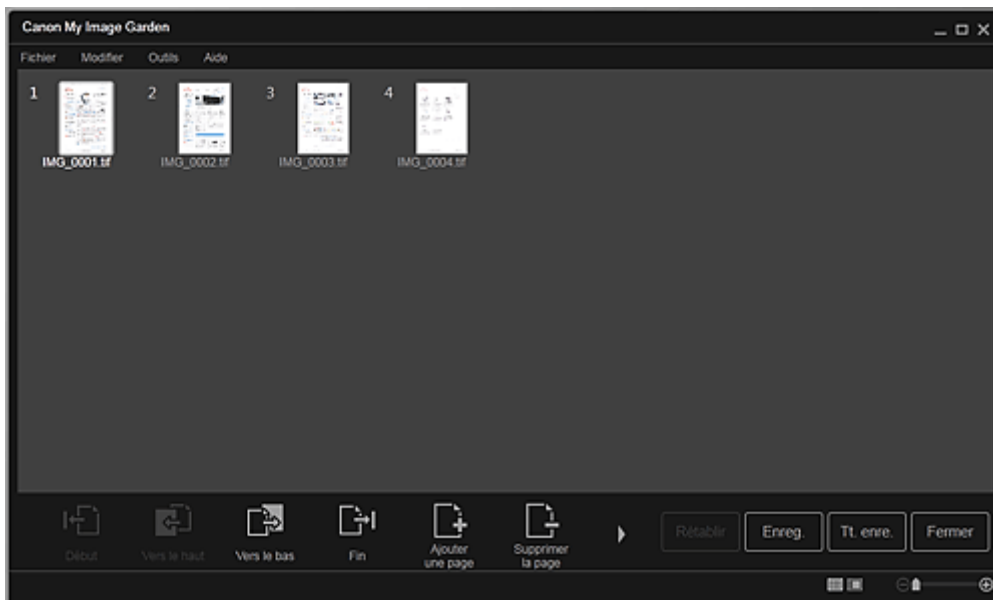 Canon My Image Garden
Fichier Modifier Outils Aide
1 2 3 4
IMG_0001.tif IMG_0002.tif IMG_0003.tif IMG_0004.tif
Début Vers le haut Vers le bas Fin Ajouter une page Supprimer la page Rétablir Enreg. Tt. enre. Fermer